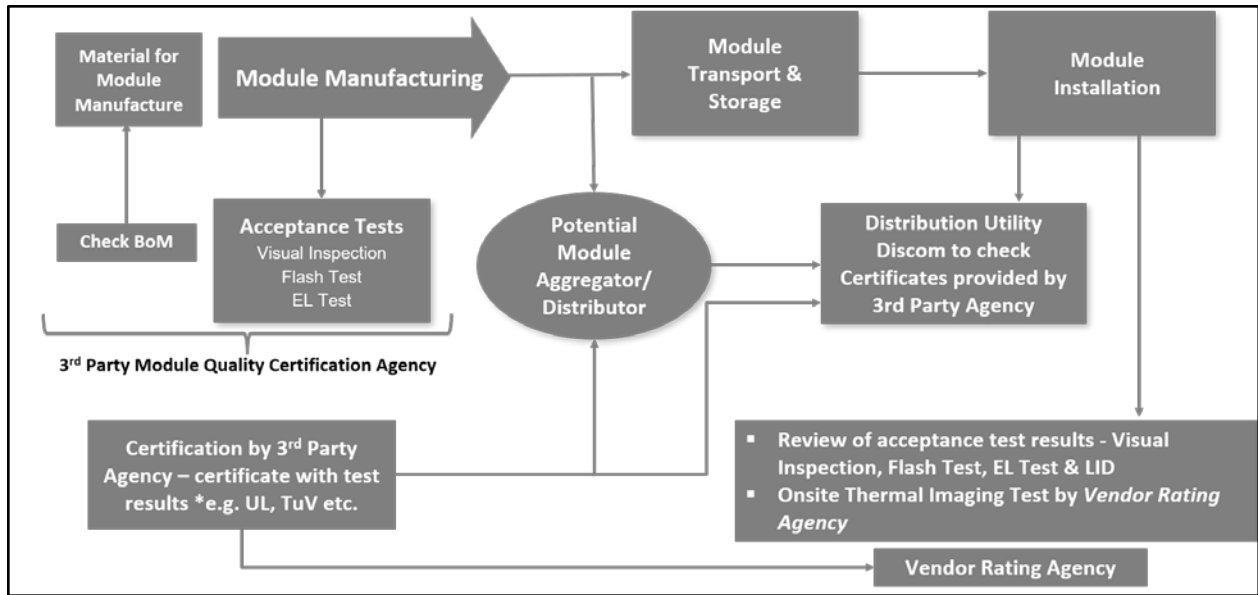 Material for
Module
Manufacture
Module Manufacturing
Module
Transport &
Storage
Module
Installation
Check BoM
Acceptance Tests
Visual Inspection
Flash Test
EL Test
Potential
Module
Aggregator/
Distributor
Distribution Utility
Discom to check
Certificates provided by
3rd Party Agency
3rd Party Module Quality Certification Agency
Certification by 3rd Party
Agency – certificate with test
results *e.g. UL, TuV etc.
▪ Review of acceptance test results - Visual
Inspection, Flash Test, EL Test & LID
▪ Onsite Thermal Imaging Test by Vendor Rating
Agency
Vendor Rating Agency